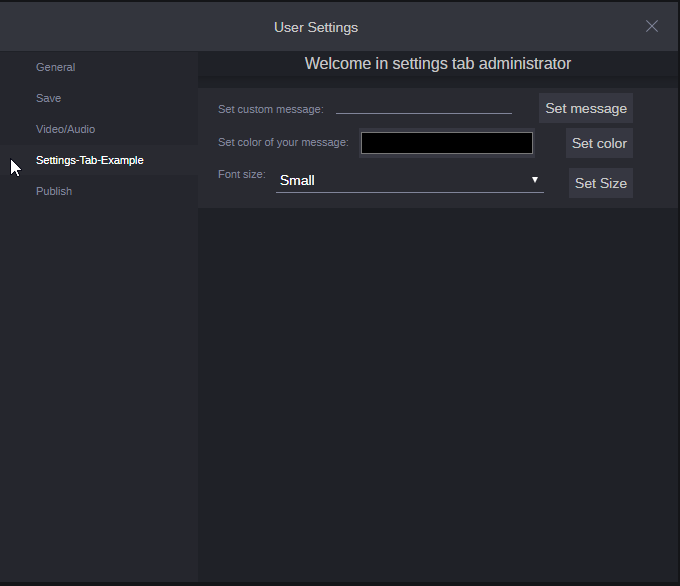 User Settings
General
Save
Video/Audio
Settings-Tab-Example
Publish
Welcome in settings tab administrator
Set custom message:
Set message
Set color of your message:
Set color
Font size:
Small
Set Size